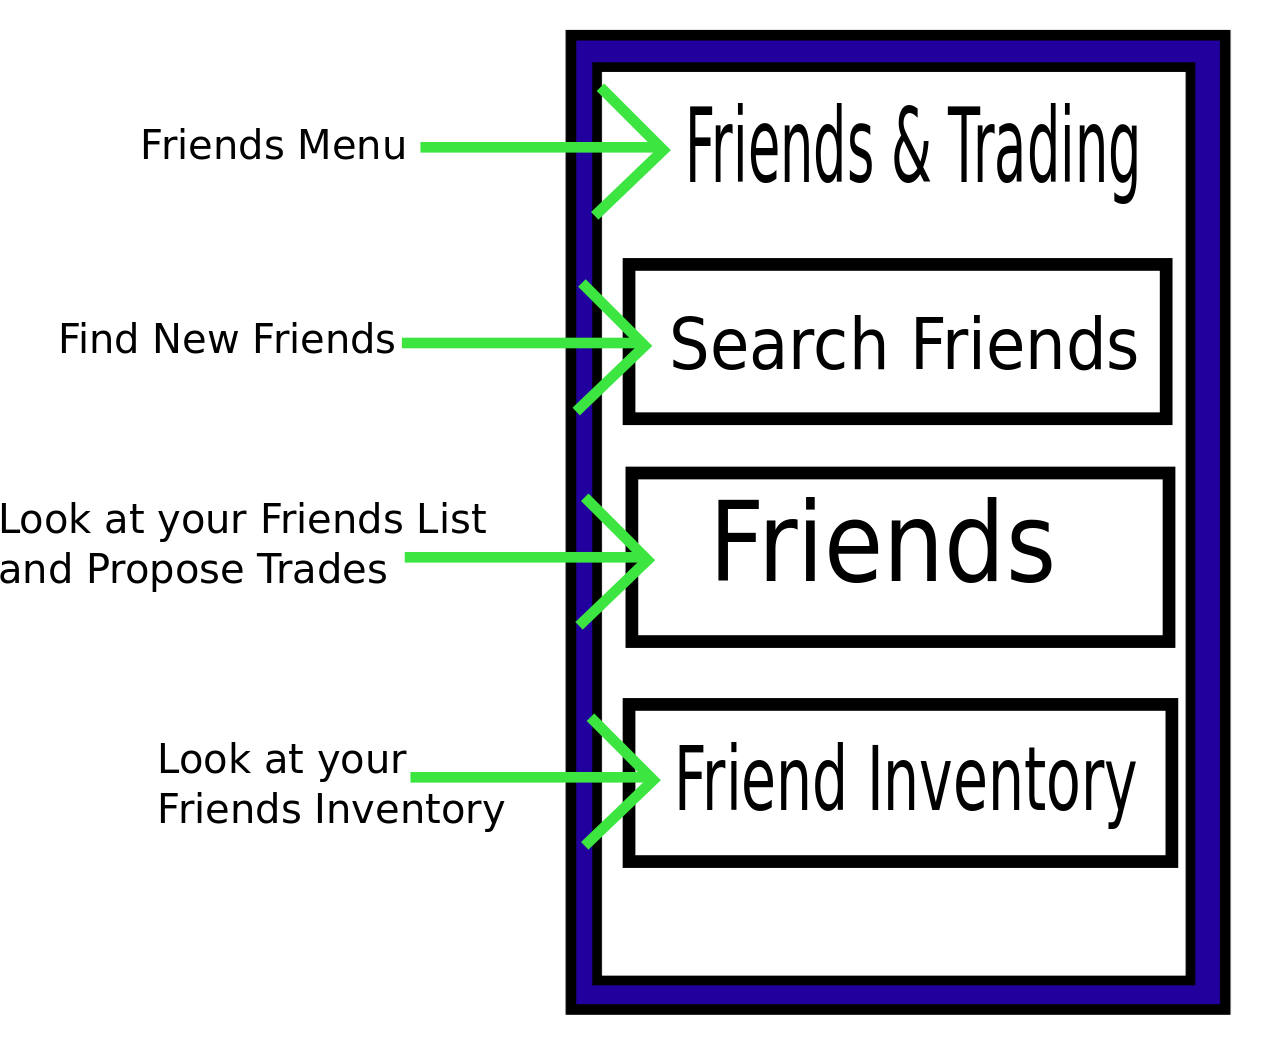 Friends Menu
Friends & Trading
Find New Friends
Search Friends
Look at your Friends List
and Propose Trades
Friends
Look at your
Friends Inventory
Friend Inventory